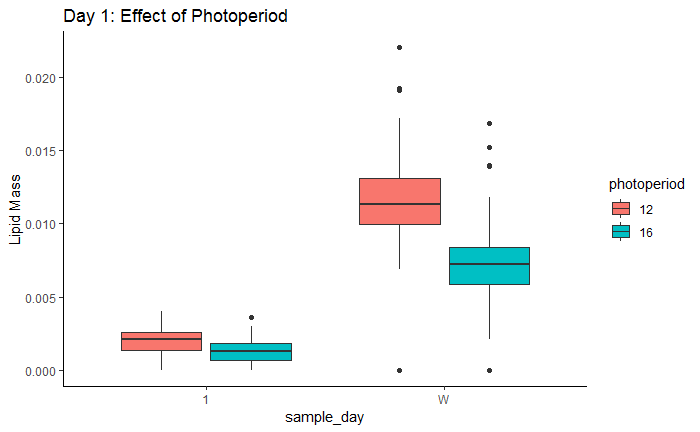 Day 1: Effect of Photoperiod
Lipid Mass
0.020
0.015
0.010
0.005
0.000
1
W
sample_day
photoperiod
12
16